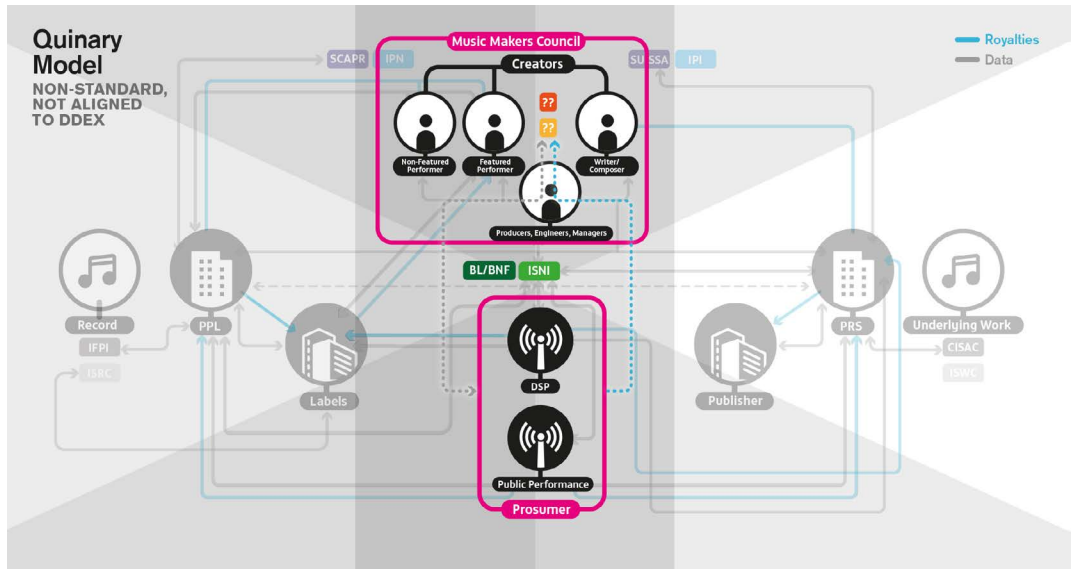 Quinary
Model
NON-STANDARD,
NOT ALIGNED
TO DDEX
Music Makers Council
Creators
SCAPR IPN
SUISSA IPI
Royalties
Data
??
??
Non-Featured
Performer
Featured
Performer
Writer/
Composer
Producers, Engineers, Managers
BL/BNF ISNI
Record
IFPI
ISRC
PPL
Labels
DSP
Public Performance
Prosumer
Publisher
PRS
Underlying Work
CISAC
ISWC